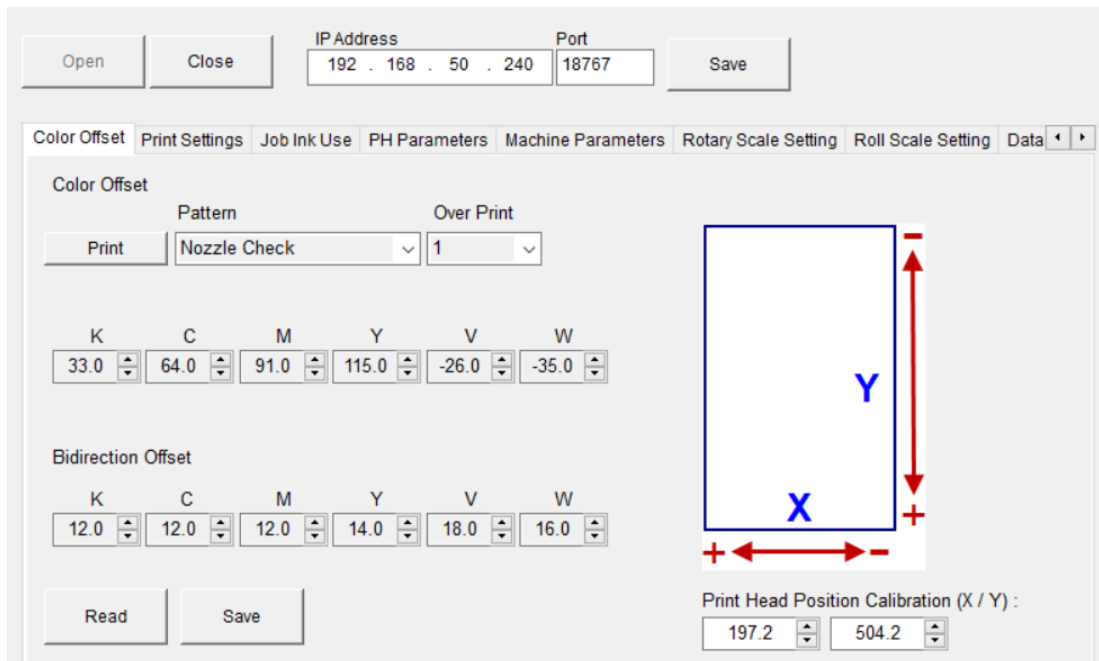 IP Address Port
Open Close 192 . 168 . 50 . 240 18767 Save
Color Offset Print Settings Job Ink Use PH Parameters Machine Parameters Rotary Scale Setting Roll Scale Setting Data
Color Offset
Pattern Over Print
Print Nozzle Check 1
K C M Y V W
33.0 64.0 91.0 115.0 -26.0 -35.0
Bidirection Offset
K C M Y V W
12.0 12.0 12.0 14.0 18.0 16.0
Read Save
-
Y
X
+
+ -
Print Head Position Calibration (X / Y) :
197.2 504.2